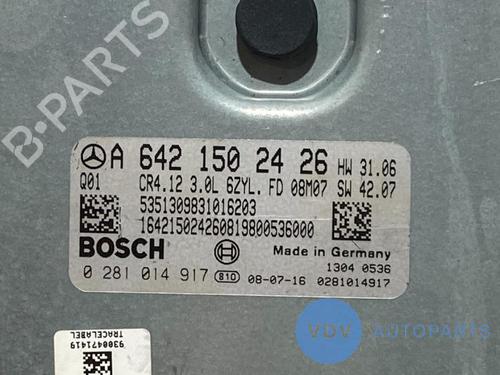 B-PARTS
A 642 150 24 26 HW 31.06
Q01 CR4.12 3.0L 6ZYL. FD 08M07 SW 42.07
5351309831016203
16421502426081980053600​0
BOSCH Made in Germany
0 281 014 917 810 08-07-16 1304 0536
0281014917
9300471419
TRACELABEL
VDV AUTOPARTS